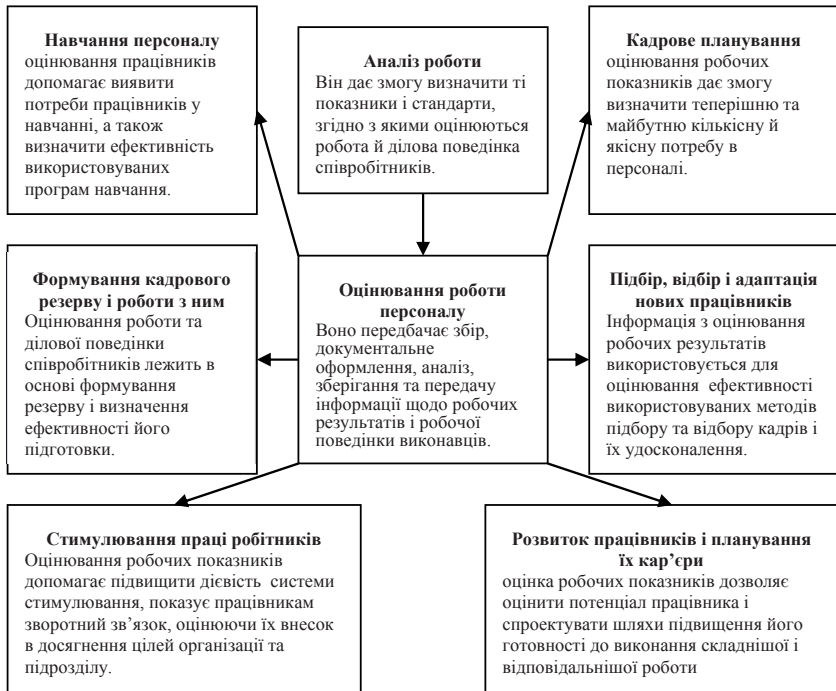 Навчання персоналу
оцінювання працівників
допомагає виявити
потреби працівників у
навчанні, а також
визначити ефективність
використовуваних
програм навчання.
Аналіз роботи
Він дає змогу визначити ті
показники і стандарти,
згідно з якими оцінюються
робота й ділова поведінка
співробітників.
Кадрове планування
оцінювання робочих
показників дає змогу
визначити теперішню та
майбутню кількісну й
якісну потребу в
персоналі.
Формування кадрового
резерву і роботи з ним
Оцінювання роботи та
ділової поведінки
співробітників лежить в
основі формування
резерву і визначення
ефективності його
підготовки.
Оцінювання роботи
персоналу
Воно передбачає збір,
документальне
оформлення, аналіз,
зберігання та передачу
інформації щодо робочих
результатів і робочої
поведінки виконавців.
Підбір, відбір і адаптація
нових працівників
Інформація з оцінювання
робочих результатів
використовується для
оцінювання ефективності
використовуваних методів
підбору та відбору кадрів і
їх удосконалення.
Стимулювання праці робітників
Оцінювання робочих показників
допомагає підвищити дієвість системи
стимулювання, показує працівникам
зворотний зв’язок, оцінюючи їх внесок
в досягнення цілей організації та
підрозділу.
Розвиток працівників і планування
їх кар’єри
оцінка робочих показників дозволяє
оцінити потенціал працівника і
спроектувати шляхи підвищення його
готовності до виконання складнішої і
відповідальнішої роботи